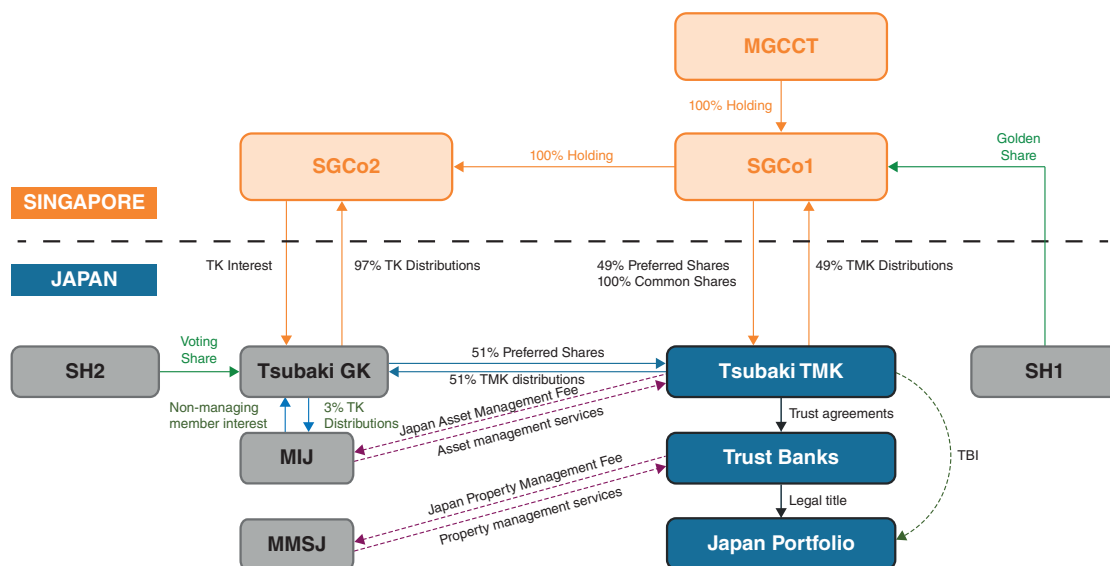 MGCCT
100% Holding
Golden
Share
SGCo2
100% Holding
SGCo1
SINGAPORE
JAPAN
TK Interest
97% TK Distributions
49% Preferred Shares
100% Common Shares
49% TMK Distributions
SH2
Voting
Share
Tsubaki GK
51% Preferred Shares
51% TMK distributions
Tsubaki TMK
SH1
Non-managing
member interest
3% TK
Distributions
Japan Asset Management Fee
Asset management services
Trust agreements
MIJ
Trust Banks
TBI
Japan Property Management Fee
Property management services
Legal title
MMSJ
Japan Portfolio